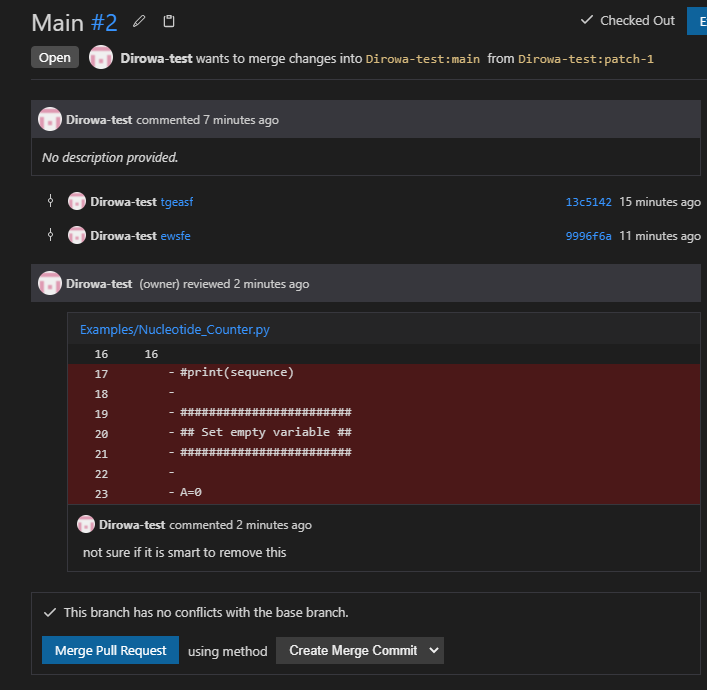 Main #2
Checked Out
E
Open Dirowa-test wants to merge changes into Dirowa-test:main from Dirowa-test:patch-1
Dirowa-test commented 7 minutes ago
No description provided.
Dirowa-test tgeasf 13c5142 15 minutes ago
Dirowa-test ewsfe 9996f6a 11 minutes ago
Dirowa-test (owner) reviewed 2 minutes ago
Examples/Nucleotide_Counter.py
16 16
17 - #print(sequence)
18 -
19 - ########################
20 - ## Set empty variable ##
21 - ########################
22 -
23 - A=0
Dirowa-test commented 2 minutes ago
not sure if it is smart to remove this
This branch has no conflicts with the base branch.
Merge Pull Request using method Create Merge Commit